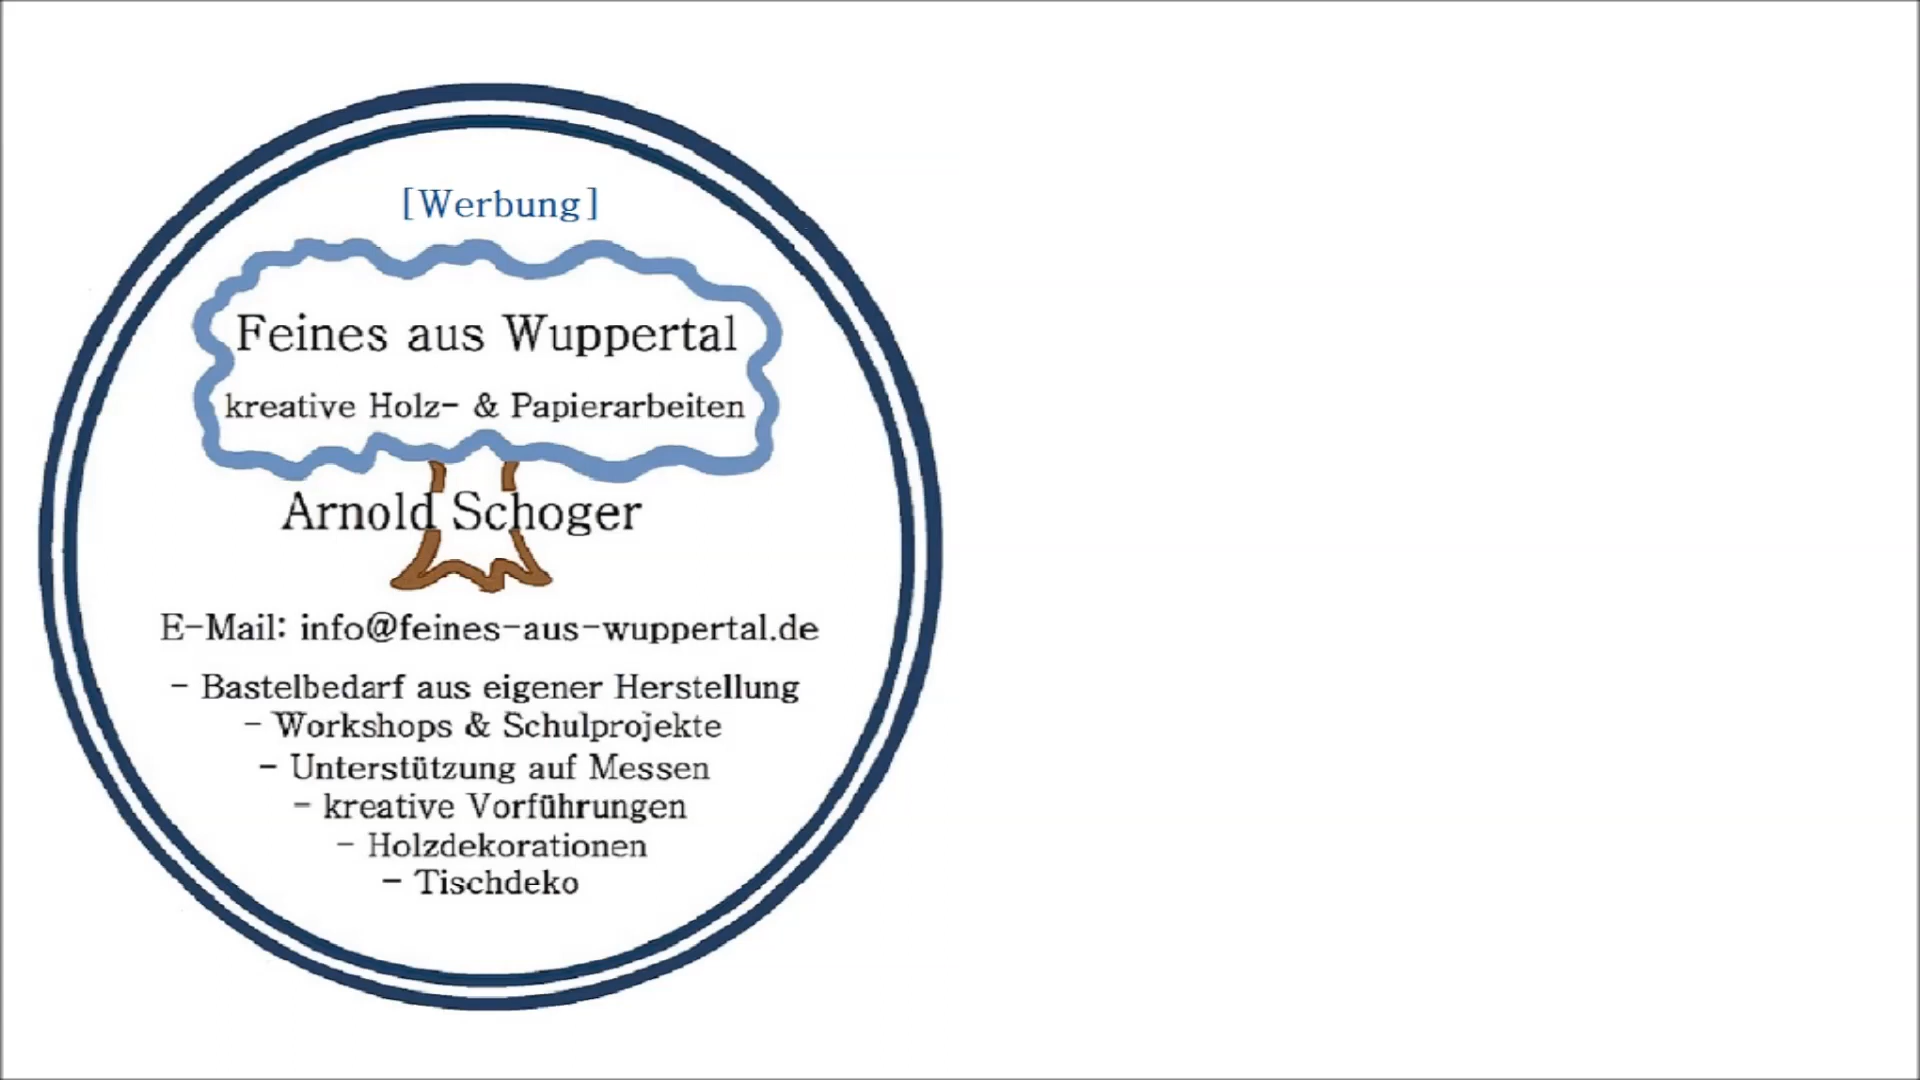 [Werbung]
Feines aus Wuppertal
kreative Holz- & Papierarbeiten
Arnold Schoger
E-Mail: info@feines-aus-wuppertal.de
- Bastelbedarf aus eigener Herstellung
- Workshops & Schulprojekte
- Unterstützung auf Messen
- kreative Vorführungen
- Holzdekorationen
- Tischdeko